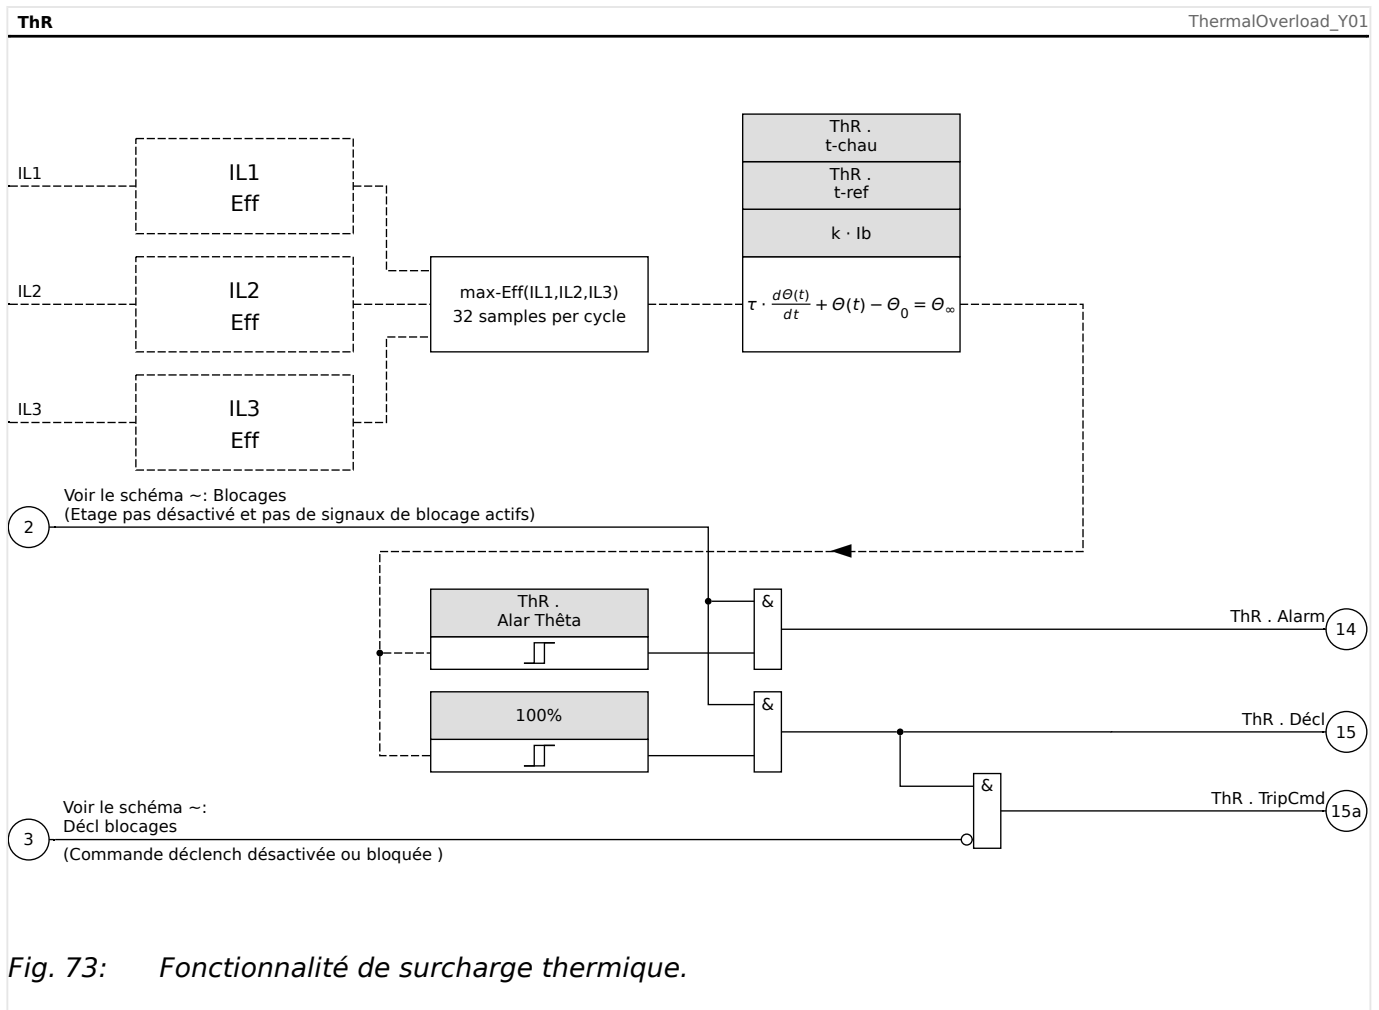 ThR
ThermalOverload_Y01
ThR .
t-chau
ThR .
t-ref
k · Ib
IL1
IL1
Eff
IL2
IL2
Eff
IL3
IL3
Eff
max-Eff(IL1,IL2,IL3)
32 samples per cycle
τ · dΘ(t)/dt + Θ(t) − Θ₀ = Θ∞
Voir le schéma ~: Blocages
(Etage pas désactivé et pas de signaux de blocage actifs)
2
ThR .
Alar Thêta
&
ThR . Alarm
14
100%
&
ThR . Décl
15
&
ThR . TripCmd
15a
Voir le schéma ~:
Décl blocages
3
(Commande déclench désactivée ou bloquée )
Fig. 73: Fonctionnalité de surcharge thermique.